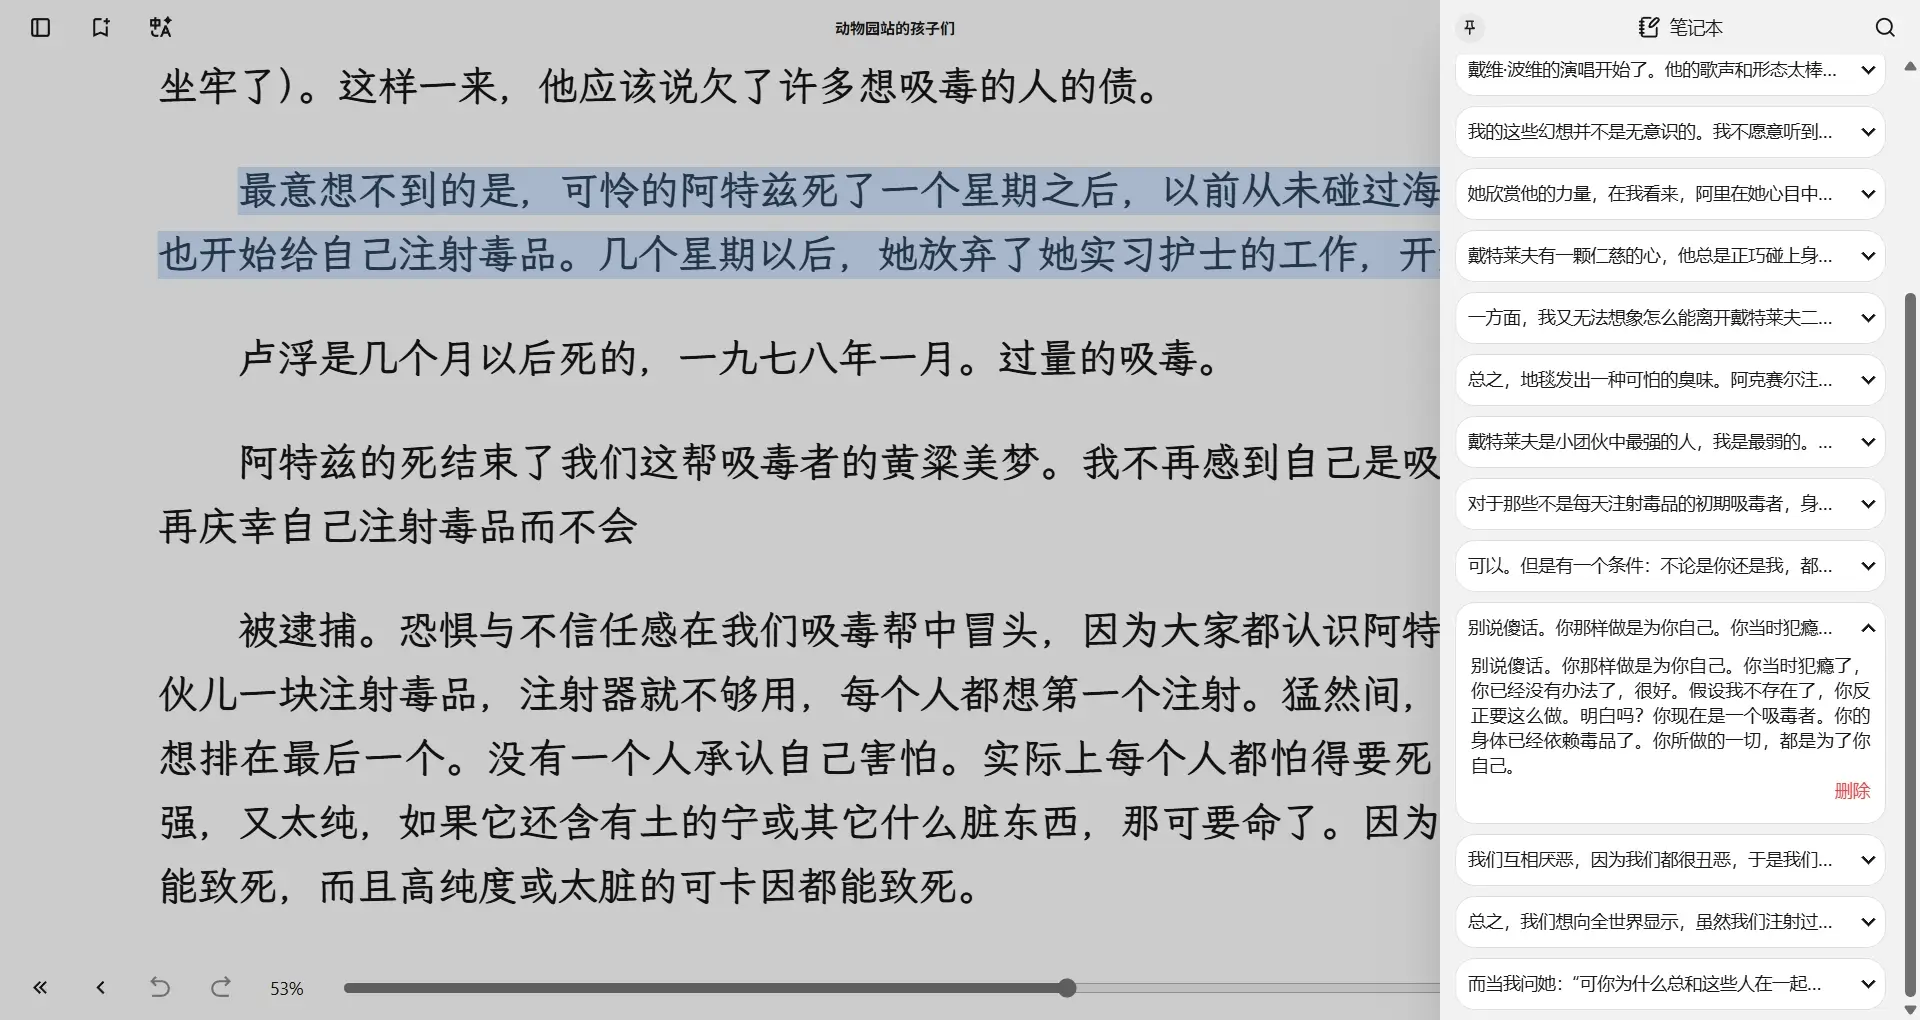 动物园站的孩子们
坐牢了）。这样一来，他应该说欠了许多想吸毒的人的债。
最意想不到的是，可怜的阿特兹死了一个星期之后，以前从未碰过海
也开始给自己注射毒品。几个星期以后，她放弃了她实习护士的工作，开
卢浮是几个月以后死的，一九七八年一月。过量的吸毒。
阿特兹的死结束了我们这帮吸毒者的黄粱美梦。我不再感到自己是吸
再庆幸自己注射毒品而不会
被逮捕。恐惧与不信任感在我们吸毒帮中冒头，因为大家都认识阿特
伙儿一块注射毒品，注射器就不够用，每个人都想第一个注射。猛然间，
想排在最后一个。没有一个人承认自己害怕。实际上每个人都怕得要死
强，又太纯，如果它还含有土的宁或其它什么脏东西，那可要命了。因为
能致死，而且高纯度或太脏的可卡因都能致死。
53%
笔记本
戴维·波维的演唱开始了。他的歌声和形态太棒...
我的这些幻想并不是无意识的。我不愿意听到...
她欣赏他的力量，在我看来，阿里在她心目中...
戴特莱夫有一颗仁慈的心，他总是正巧碰上身...
一方面，我又无法想象怎么能离开戴特莱夫二...
总之，地毯发出一种可怕的臭味。阿克赛尔注...
戴特莱夫是小团伙中最强的人，我是最弱的。...
对于那些不是每天注射毒品的初期吸毒者，身...
可以。但是有一个条件：不论是你还是我，都...
别说傻话。你那样做是为你自己。你当时犯瘾...
别说傻话。你那样做是为你自己。你当时犯瘾了，
你已经没有办法了，很好。假设我不存在了，你反
正要这么做。明白吗？你现在是一个吸毒者。你的
身体已经依赖毒品了。你所做的一切，都是为了你
自己。
删除
我们互相厌恶，因为我们都很丑恶，于是我们...
总之，我们想向全世界显示，虽然我们注射过...
而当我问她：“可你为什么总和这些人在一起...